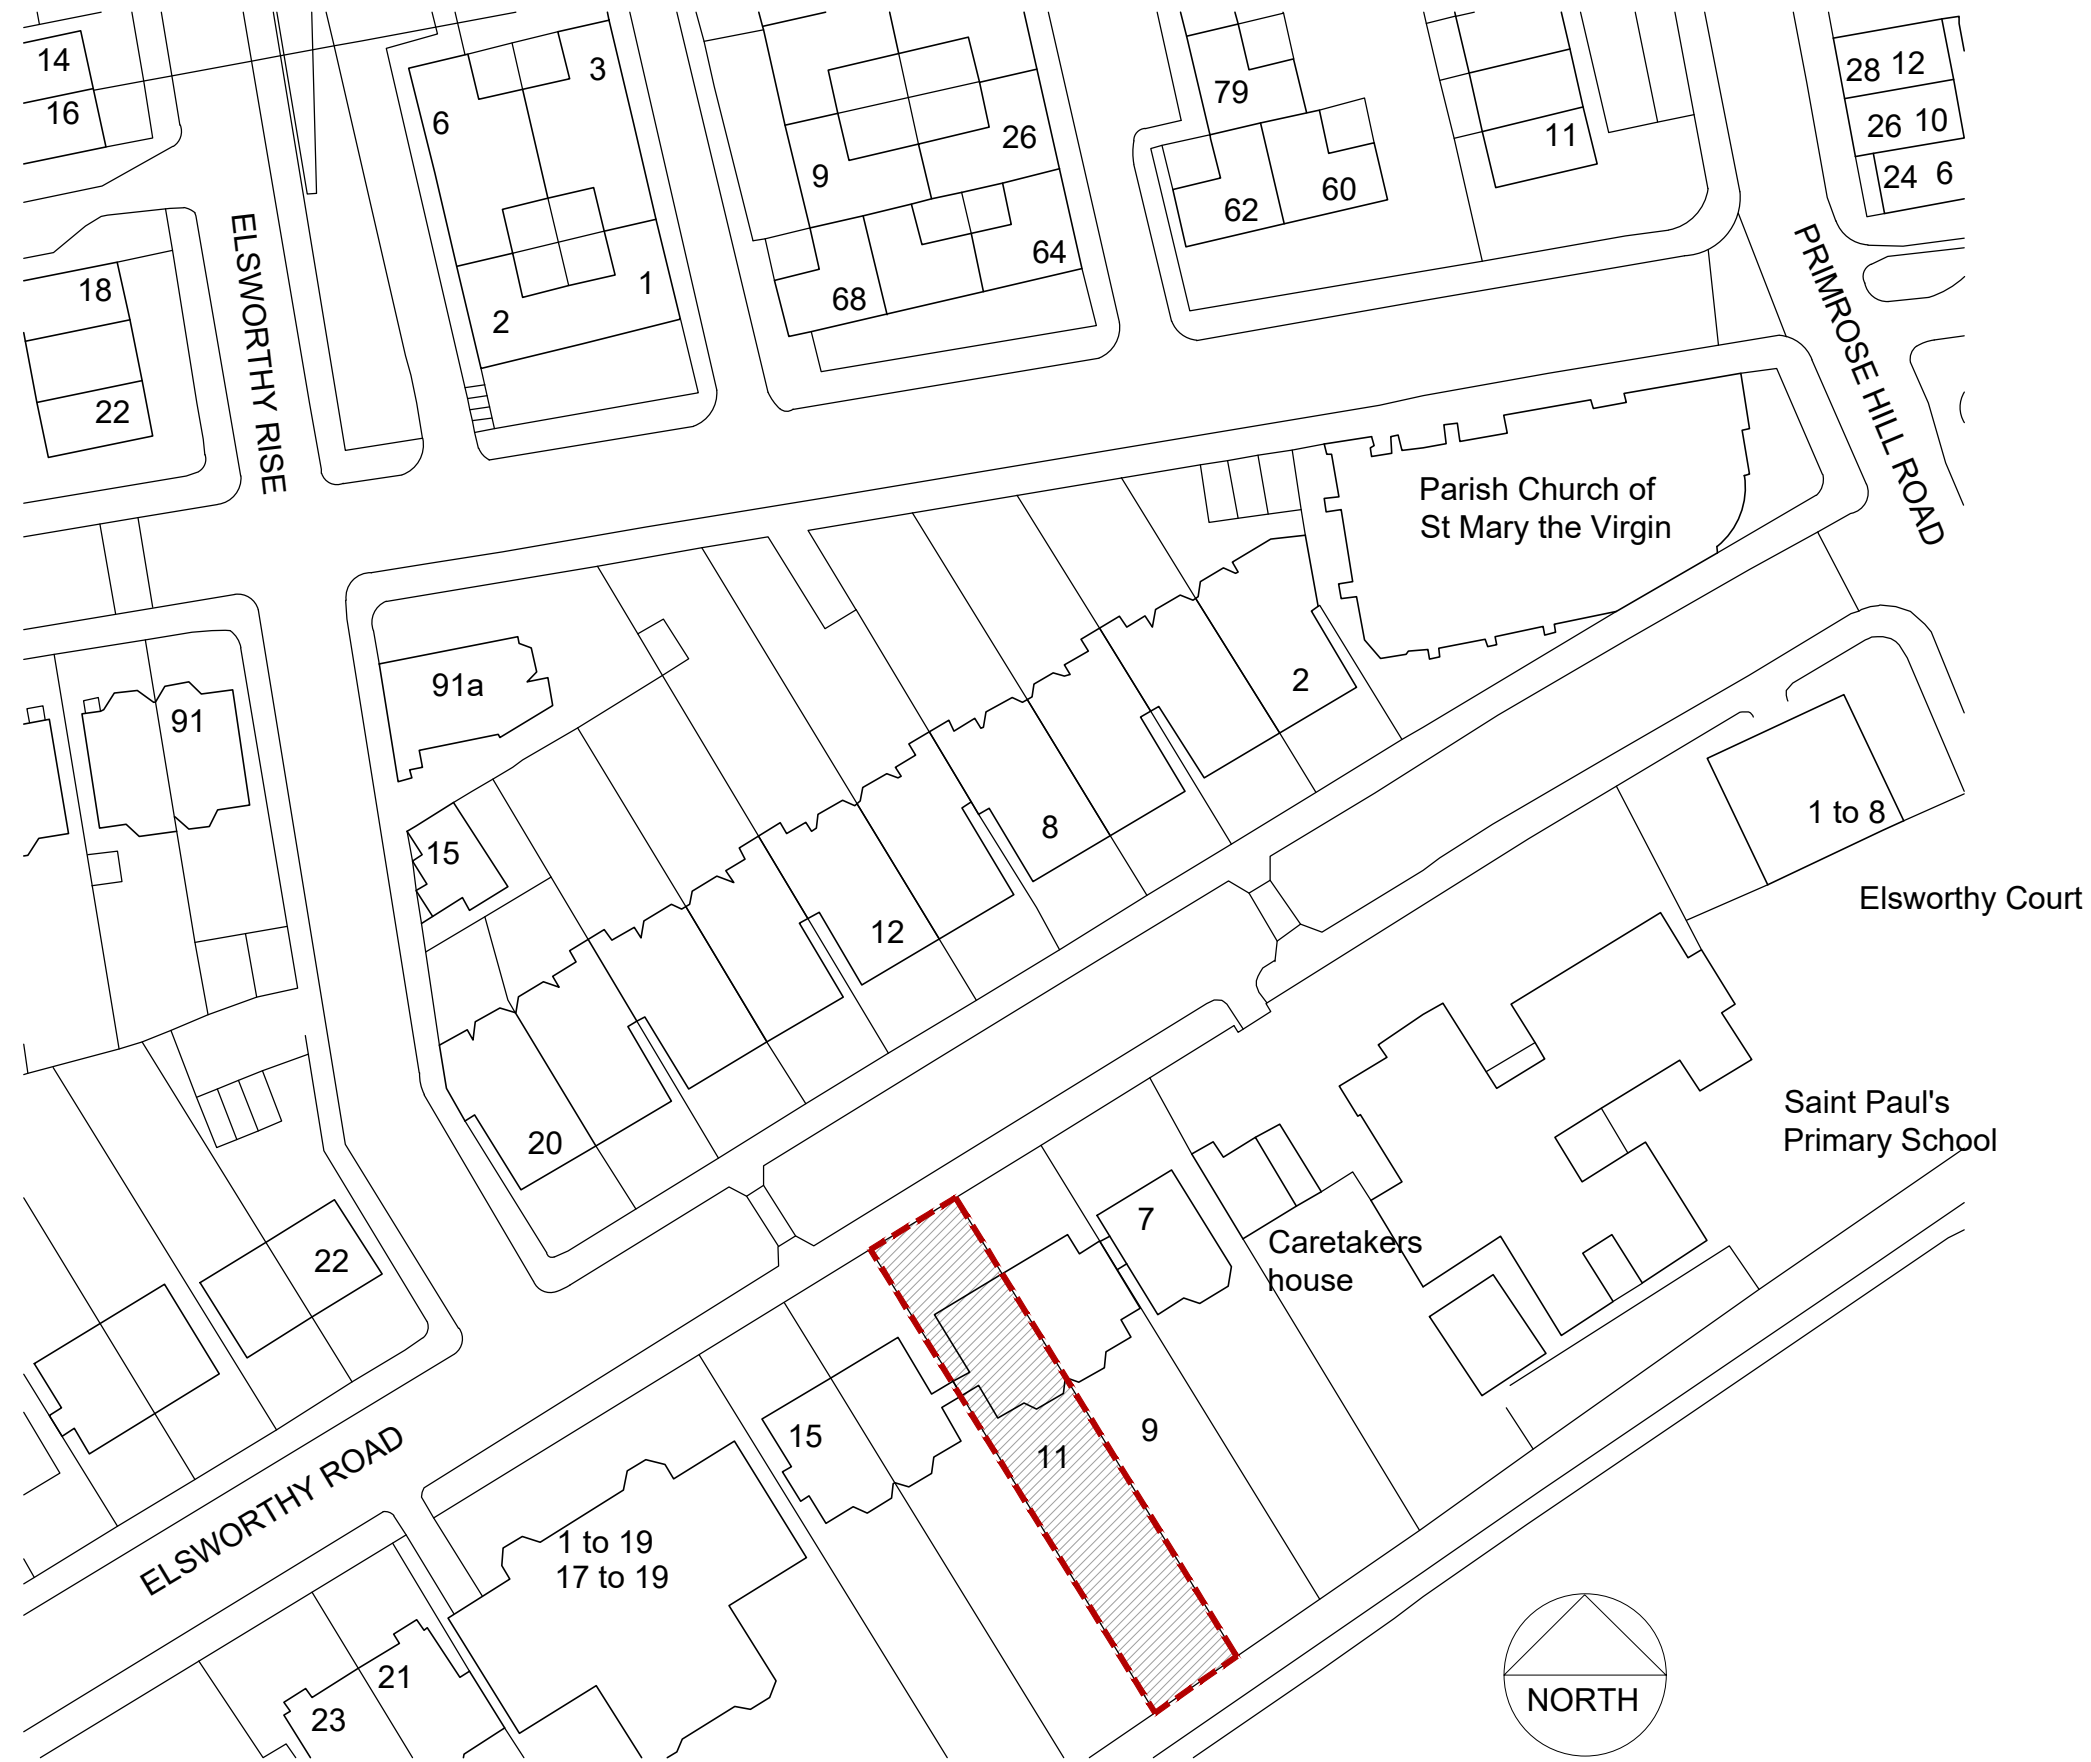 14
16
3
6
79
28 12
26 10
24 6
26
11
9
62
60
64
18
1
68
2
22
ELSWORTHY RISE
PRIMROSE HILL ROAD
Parish Church of
St Mary the Virgin
91a
91
2
15
8
1 to 8
12
Elsworthy Court
20
Saint Paul's
Primary School
22
7
Caretakers
house
15
11
9
ELSWORTHY ROAD
1 to 19
17 to 19
21
23
NORTH